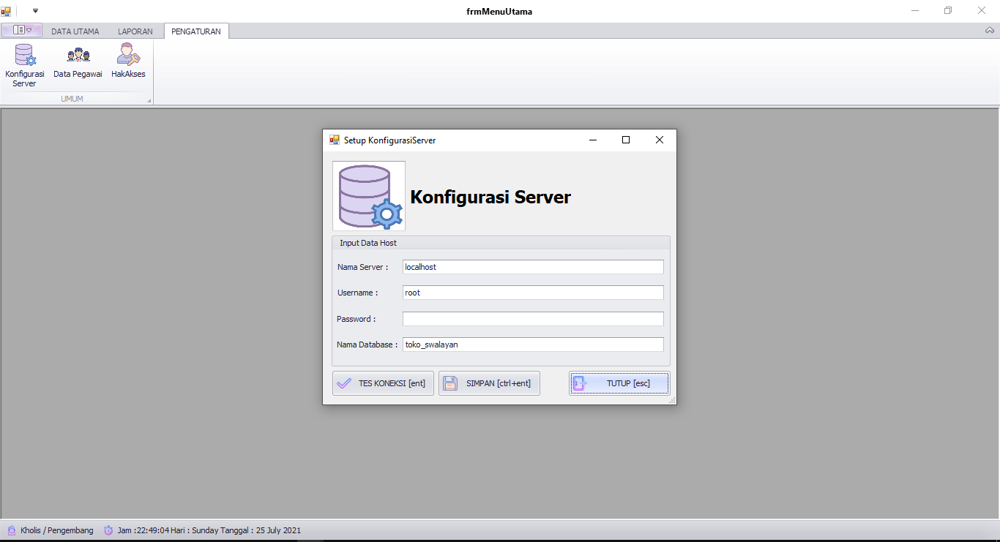 frmMenuUtama
DATA UTAMA LAPORAN PENGATURAN
Konfigurasi Server
Data Pegawai
HakAkses
UMUM
Setup KonfigurasiServer
Konfigurasi Server
Input Data Host
Nama Server : localhost
Username : root
Password :
Nama Database : toko_swalayan
TES KONEKSI [ent] SIMPAN [ctrl+ent] TUTUP [esc]
Kholis / Pengembang Jam :22:49:04 Hari : Sunday Tanggal : 25 July 2021